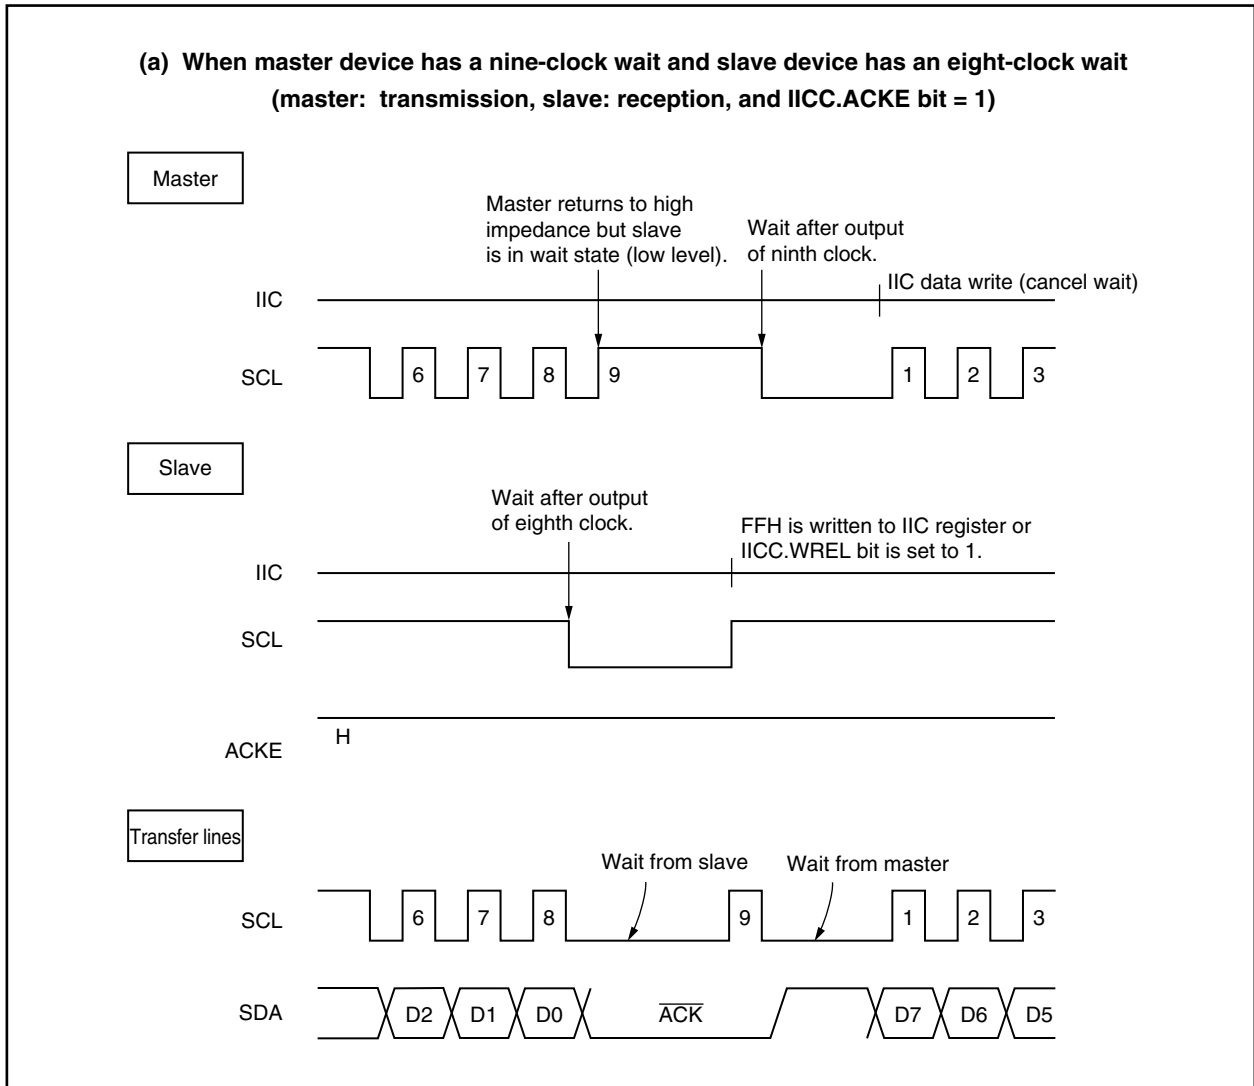 (a) When master device has a nine-clock wait and slave device has an eight-clock wait
(master: transmission, slave: reception, and IICC.ACKE bit = 1)
Master
Master returns to high
impedance but slave
is in wait state (low level).
Wait after output
of ninth clock.
IIC data write (cancel wait)
IIC
SCL
6 7 8 9 1 2 3
Slave
Wait after output
of eighth clock.
FFH is written to IIC register or
IICC.WREL bit is set to 1.
IIC
SCL
H
ACKE
Transfer lines
Wait from slave
Wait from master
SCL
6 7 8 9 1 2 3
SDA
D2 D1 D0 A̅C̅K̅ D7 D6 D5